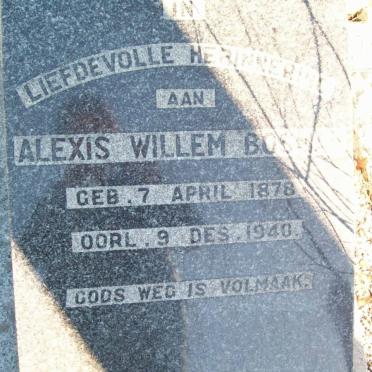 IN
LIEFDEVOLLE HERINNERING
AAN
ALEXIS WILLEM
GEB. 7 APRIL 1878
OORL. 9 DES. 1940.
GODS WEG IS VOLMAAK.